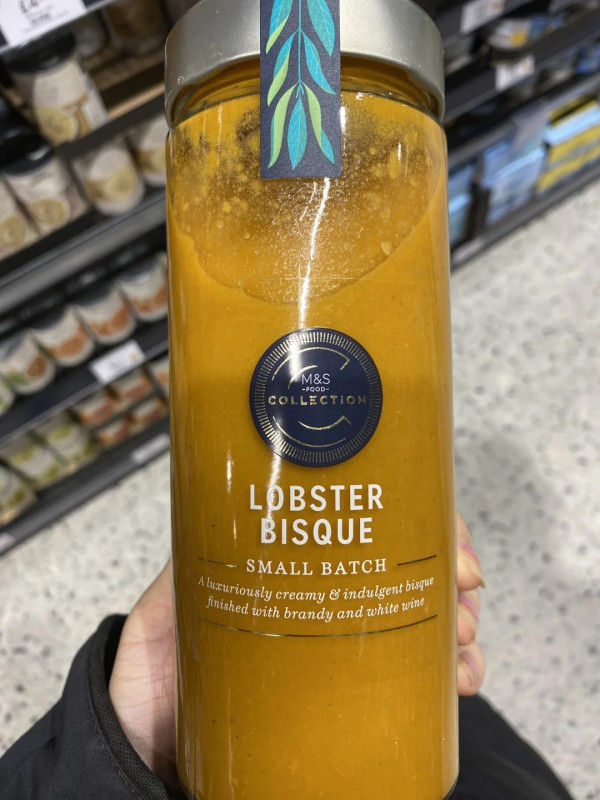 M&S
FOOD
COLLECTION
LOBSTER
BISQUE
SMALL BATCH
A luxuriously creamy & indulgent bisque
finished with brandy and white wine